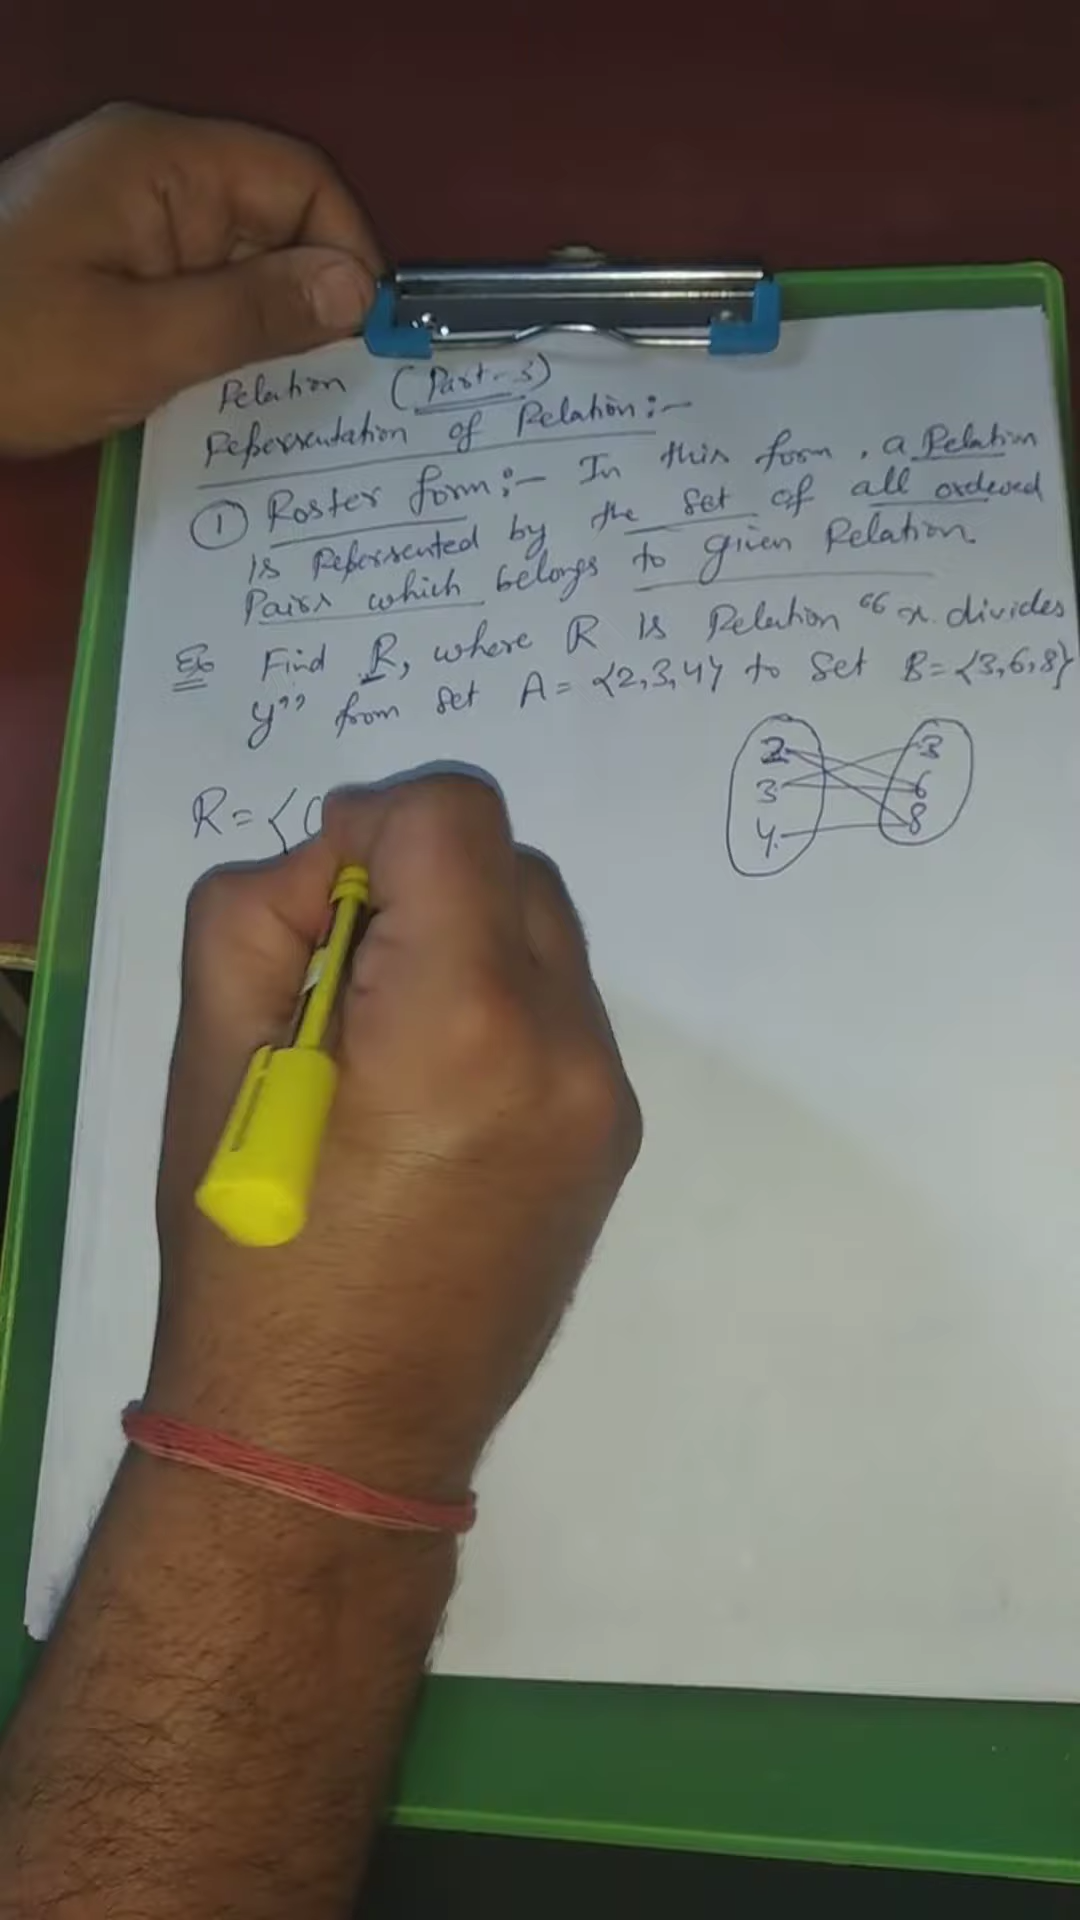 Relation (Part-3)
Representation of Relation:-
① Roster form:- In this form, a Relation
is Represented by the set of all ordered
Pairs which belongs to given Relation.
Ex Find R, where R is Relation "x divides
y" from set A = {2,3,4} to set B = {3,6,8}
2 3
3 6
4 8
R = {(